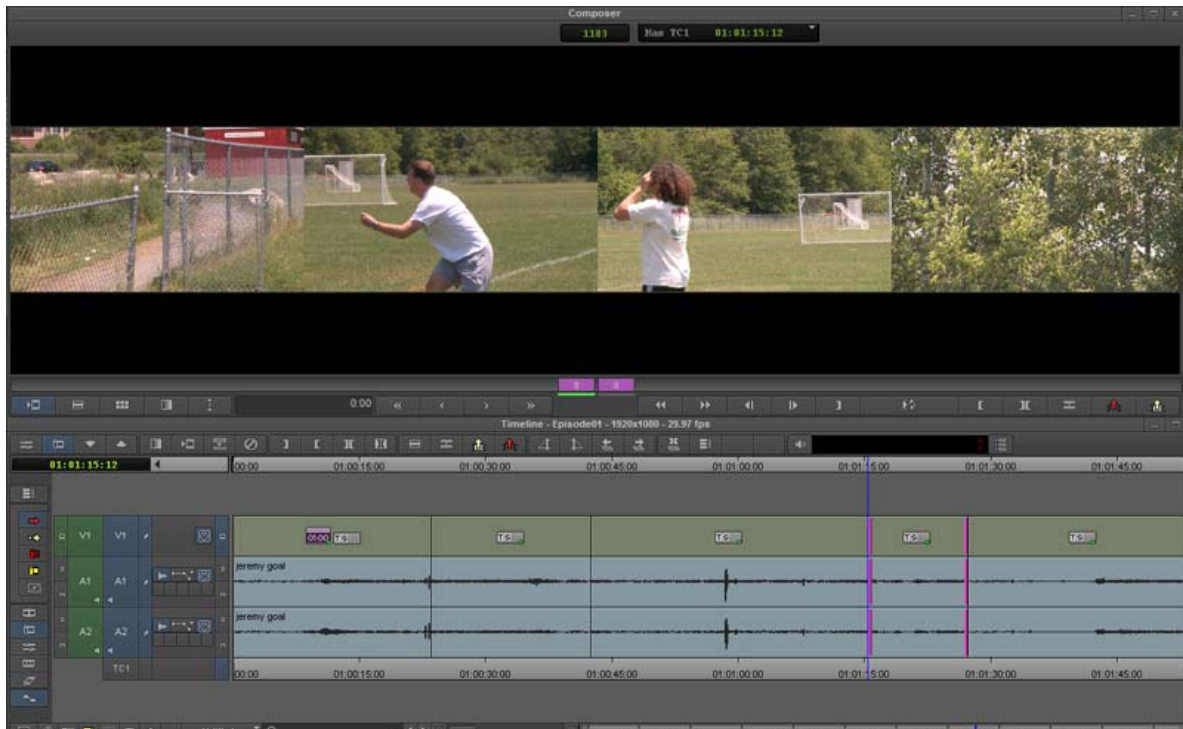 Composer
1183 Mas TC1 01:01:15:12
0:00
Timeline - Episode01 - 1920x1080 - 29.97 fps
01:01:15:12
00:00 01:00:15:00 01:00:30:00 01:00:45:00 01:01:00:00 01:01:15:00 01:01:30:00 01:01:45:00
V1 V1 01:00 T S T S T S T S T S
jeremy goal
A1 A1
jeremy goal
A2 A2
TC1
00:00 01:00:15:00 01:00:30:00 01:00:45:00 01:01:00:00 01:01:15:00 01:01:30:00 01:01:45:00